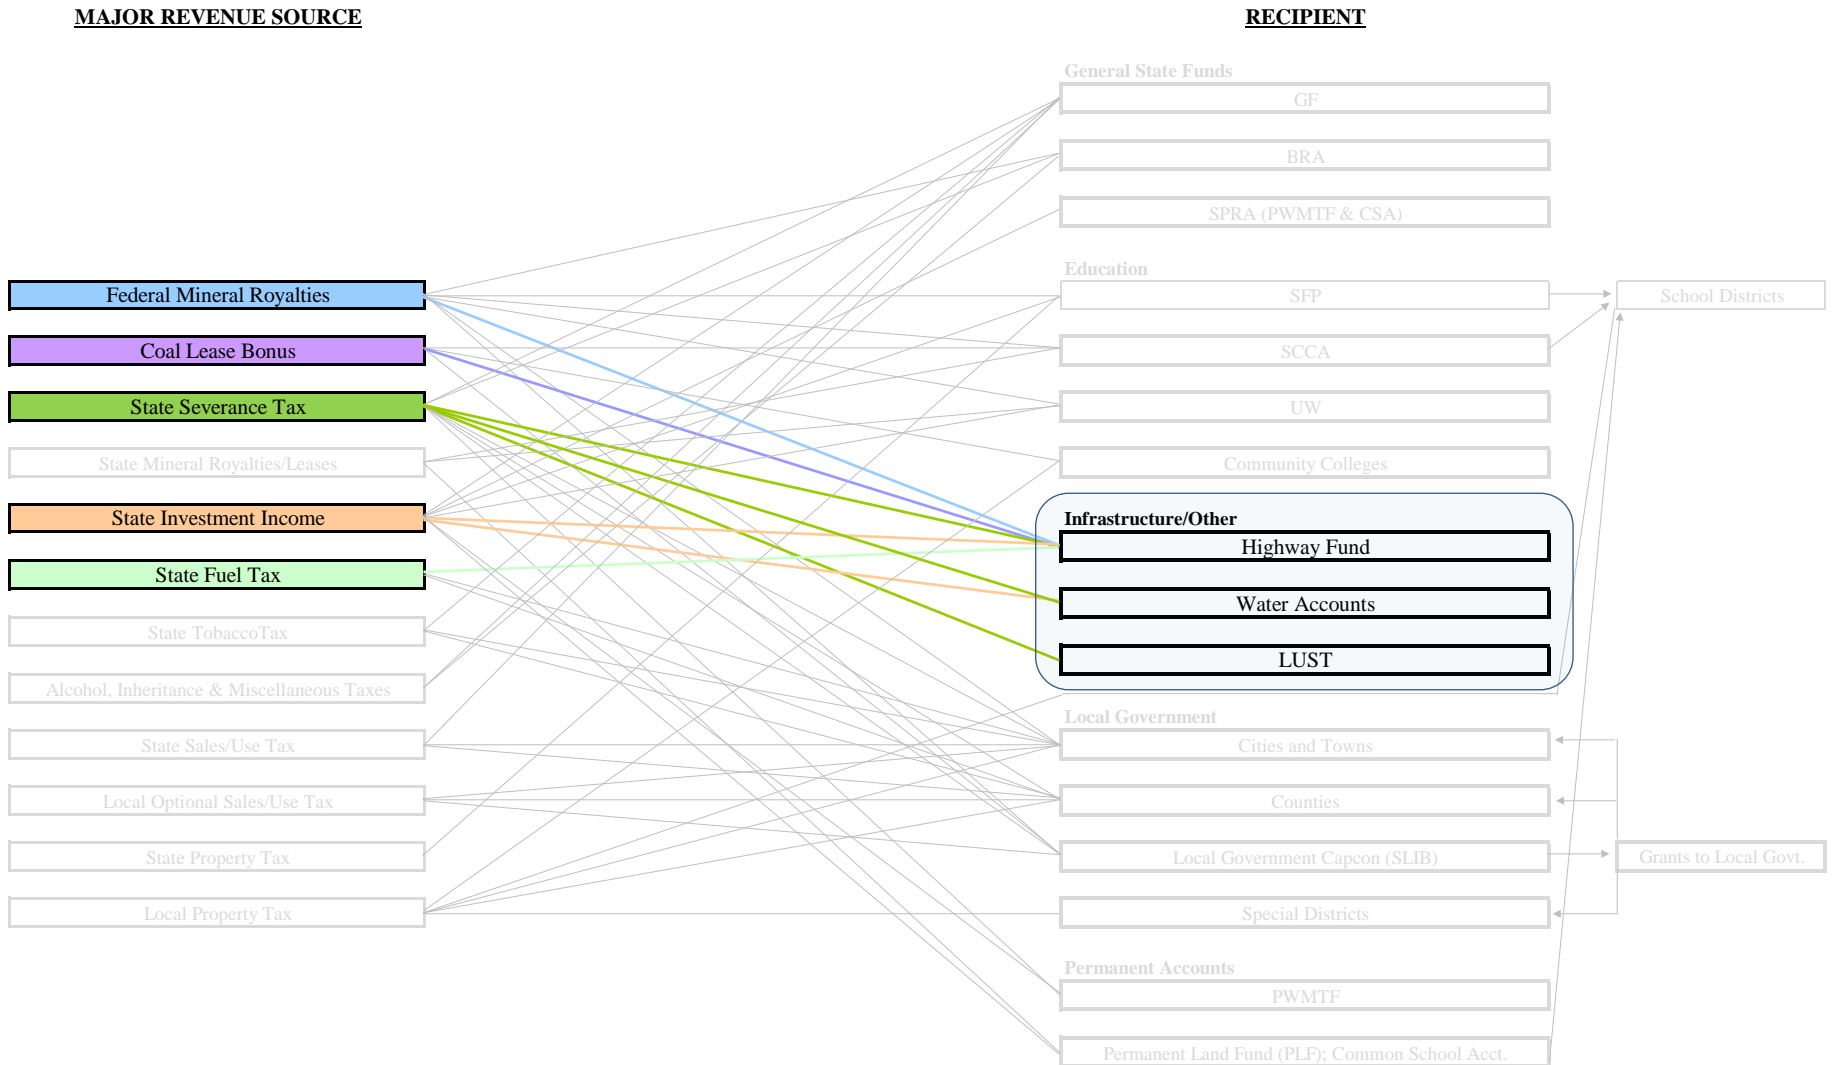 MAJOR REVENUE SOURCE
RECIPIENT
General State Funds
GF
BRA
SPRA (PWMTF & CSA)
Education
Federal Mineral Royalties
SFP
School Districts
Coal Lease Bonus
SCCA
State Severance Tax
UW
State Mineral Royalties/Leases
Community Colleges
State Investment Income
Infrastructure/Other
Highway Fund
State Fuel Tax
Water Accounts
State TobaccoTax
LUST
Alcohol, Inheritance & Miscellaneous Taxes
Local Government
State Sales/Use Tax
Cities and Towns
Local Optional Sales/Use Tax
Counties
State Property Tax
Local Government Capcon (SLIB)
Grants to Local Govt.
Local Property Tax
Special Districts
Permanent Accounts
PWMTF
Permanent Land Fund (PLF); Common School Acct.